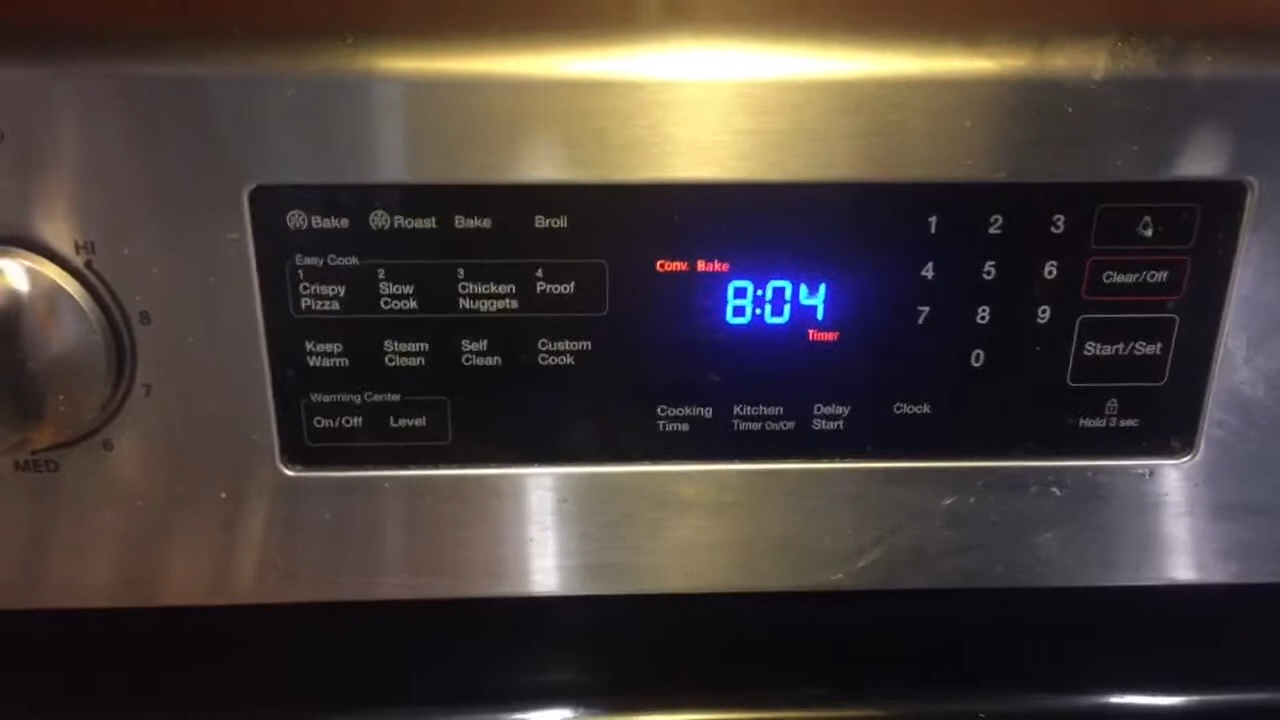 HI
8
7
6
MED
Bake Roast Bake Broil
Easy Cook
1 2 3 4
Crispy Pizza
Slow Cook
Chicken Nuggets
Proof
Keep Warm
Steam Clean
Self Clean
Custom Cook
Warming Center
On/Off Level
Conv. Bake
8:04
Timer
Cooking Time
Kitchen Timer On/Off
Delay Start
Clock
1 2 3
4 5 6
7 8 9
0
Clear/Off
Start/Set
Hold 3 sec